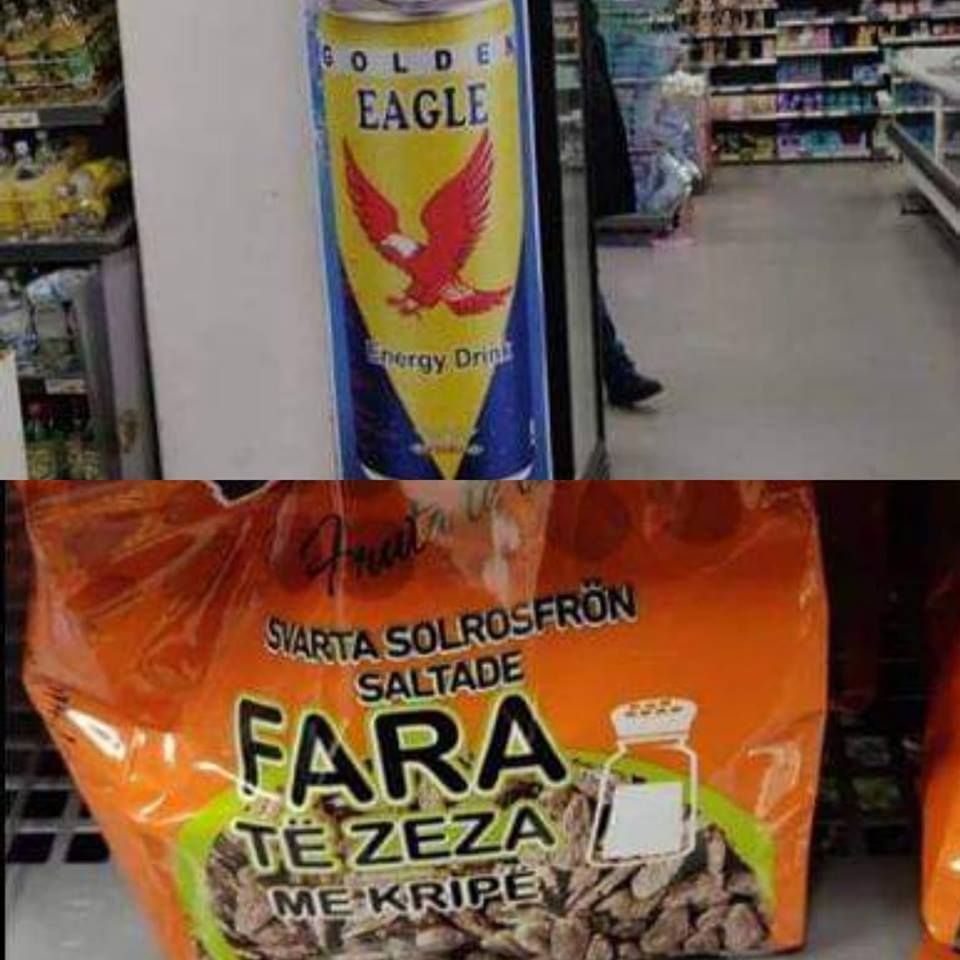 GOLDEN
EAGLE
Energy Drink
SVARTA SOLROSFRÖN
SALTADE
FARA
TË ZEZA
ME KRIPË